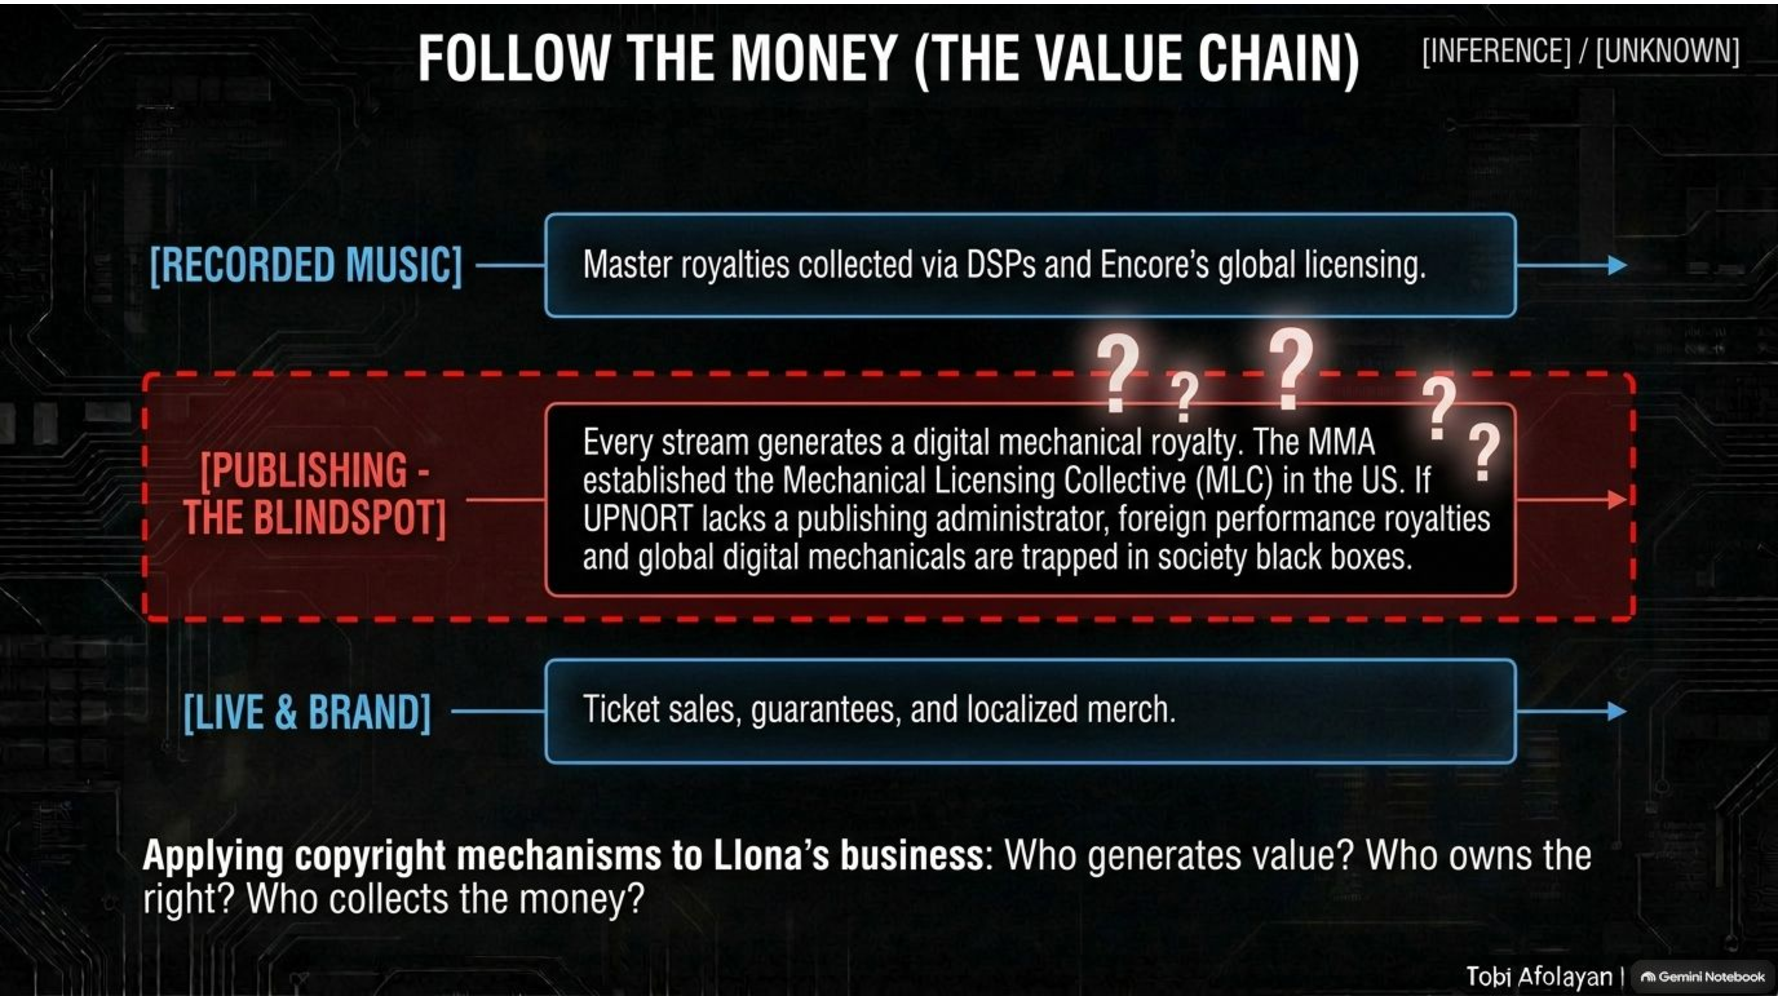 FOLLOW THE MONEY (THE VALUE CHAIN)
[INFERENCE] / [UNKNOWN]
[RECORDED MUSIC]
Master royalties collected via DSPs and Encore's global licensing.
? ? ? ? ?
[PUBLISHING -
THE BLINDSPOT]
Every stream generates a digital mechanical royalty. The MMA
established the Mechanical Licensing Collective (MLC) in the US. If
UPNORT lacks a publishing administrator, foreign performance royalties
and global digital mechanicals are trapped in society black boxes.
[LIVE & BRAND]
Ticket sales, guarantees, and localized merch.
Applying copyright mechanisms to Llona's business: Who generates value? Who owns the
right? Who collects the money?
Tobi Afolayan |
Gemini Notebook